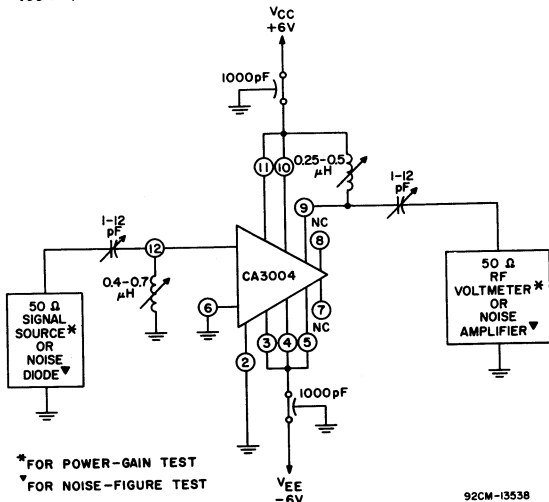 VCC
+6V
1000pF
11
10
0.25-0.5
μH
1-12
pF
9
NC
8
1-12
pF
12
CA3004
0.4-0.7
μH
6
7
NC
3
4
5
2
50 Ω
SIGNAL
SOURCE*
OR
NOISE
DIODE▼
50 Ω
RF
VOLTMETER*
OR
NOISE
AMPLIFIER▼
1000pF
VEE
-6V
*FOR POWER-GAIN TEST
▼FOR NOISE-FIGURE TEST
92CM-13538